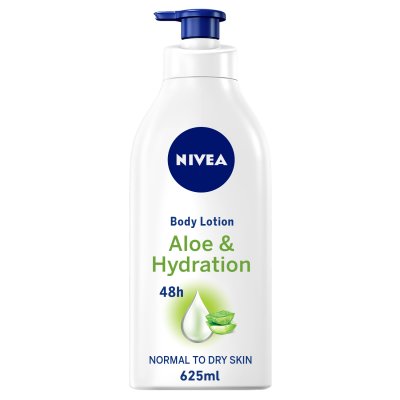 NIVEA
Body Lotion
Aloe &
Hydration
48h
NORMAL TO DRY SKIN
625ml